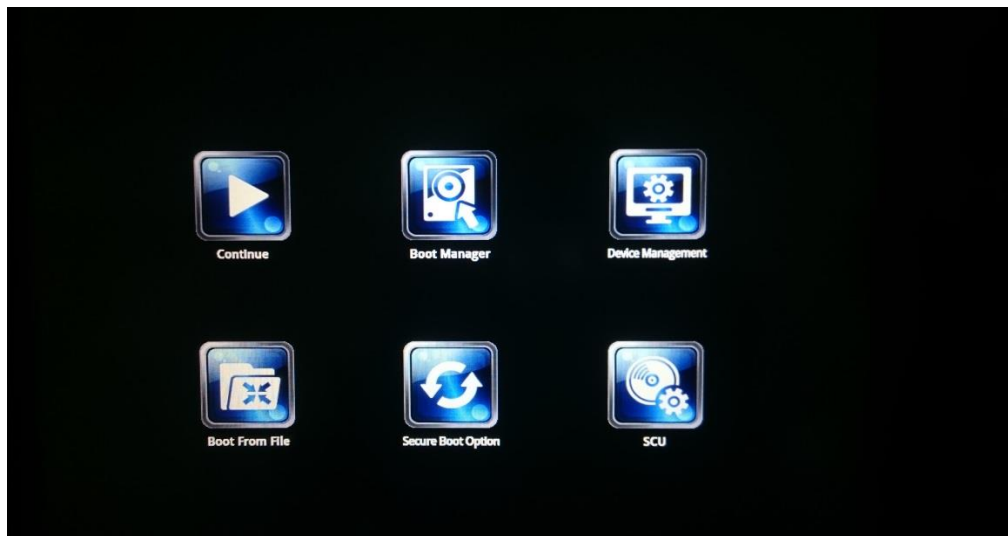 Continue
Boot Manager
Device Management
Boot From File
Secure Boot Option
SCU